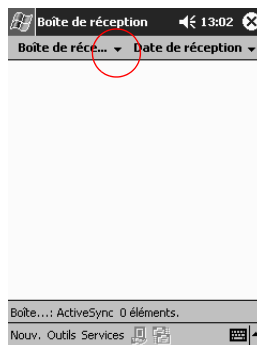 Boîte de réception 13:02
Boîte de réce... Date de réception
Boîte...: ActiveSync 0 éléments.
Nouv. Outils Services